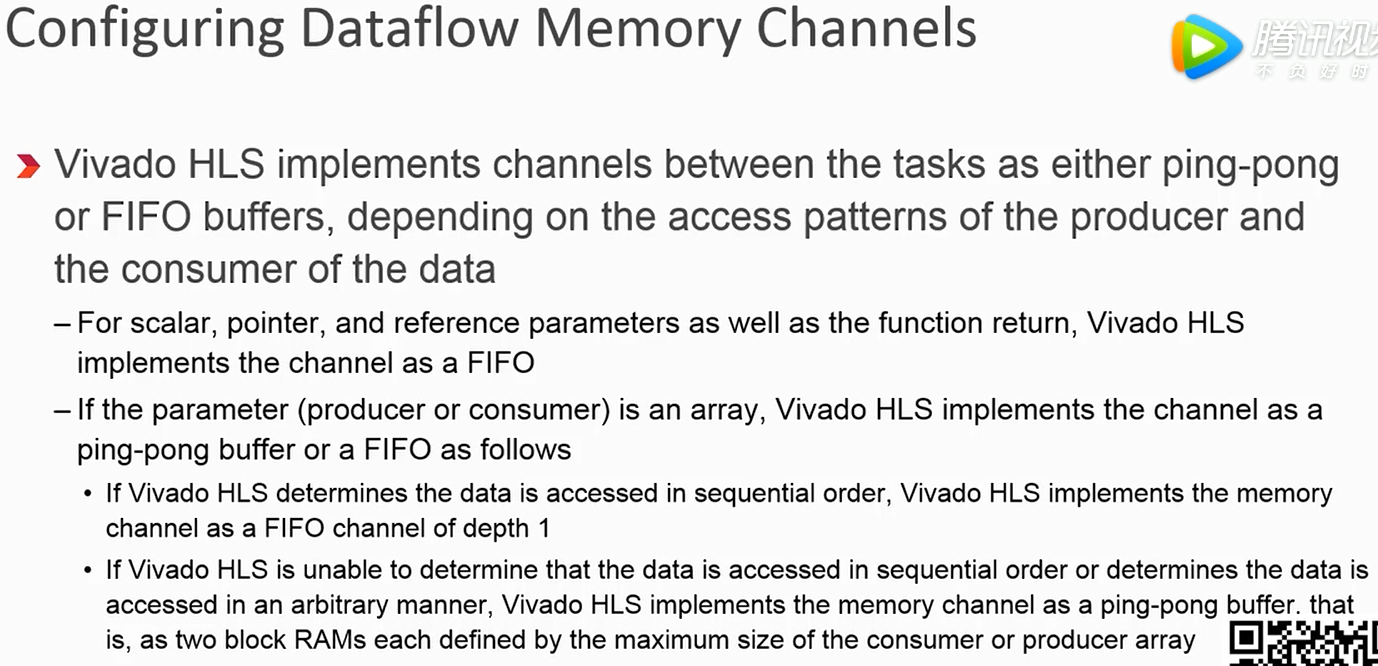 Configuring Dataflow Memory Channels
腾讯视
不负好时
Vivado HLS implements channels between the tasks as either ping-pong
or FIFO buffers, depending on the access patterns of the producer and
the consumer of the data
– For scalar, pointer, and reference parameters as well as the function return, Vivado HLS
implements the channel as a FIFO
– If the parameter (producer or consumer) is an array, Vivado HLS implements the channel as a
ping-pong buffer or a FIFO as follows
• If Vivado HLS determines the data is accessed in sequential order, Vivado HLS implements the memory
channel as a FIFO channel of depth 1
• If Vivado HLS is unable to determine that the data is accessed in sequential order or determines the data is
accessed in an arbitrary manner, Vivado HLS implements the memory channel as a ping-pong buffer. that
is, as two block RAMs each defined by the maximum size of the consumer or producer array